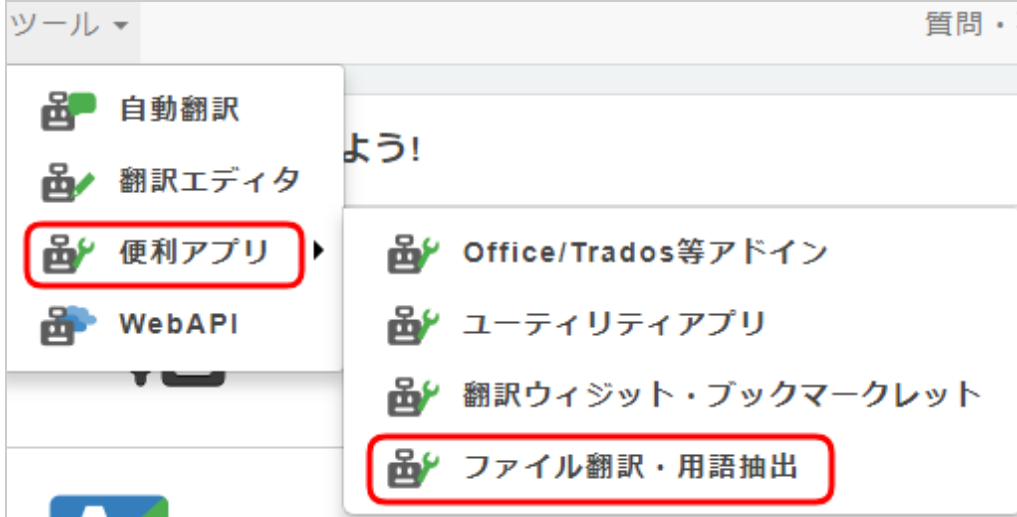 ツール
質問・
自動翻訳
よう!
翻訳エディタ
便利アプリ
Office/Trados等アドイン
WebAPI
ユーティリティアプリ
翻訳ウィジット・ブックマークレット
ファイル翻訳・用語抽出